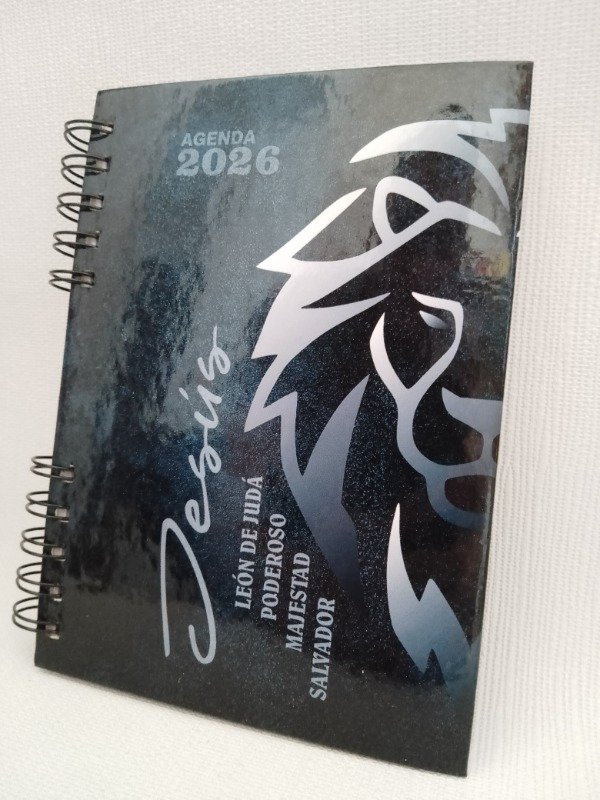 AGENDA
2026
Jesús
LEÓN DE JUDÁ
PODEROSO
MAJESTAD
SALVADOR